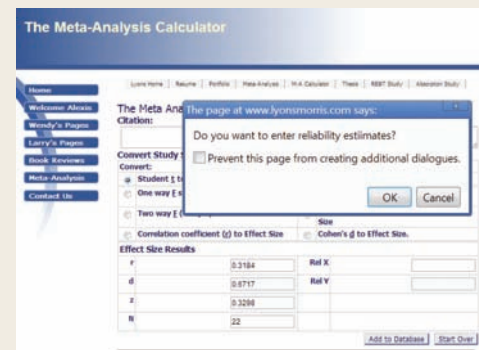 The Meta-Analysis Calculator
Lyons Home | Resume | Portfolio | Meta-Analyses | M-A Calculator | Thesis | REBT Study | Absorption Study |
Home
Welcome Alexis
Wendy's Pages
Larry's Pages
Book Reviews
Meta-Analysis
Contact Us
The Meta Ana
Citation:
The page at www.lyonsmorris.com says:
Do you want to enter reliability estiimates?
Prevent this page from creating additional dialogues.
OK Cancel
Convert Study S
Convert:
Student t to
One way F s
Two way F (
Size
Correlation coefficient (r) to Effect Size
Cohen's d to Effect Size.
Effect Size Results
r 0.3184 Rel X
d 0.6717 Rel Y
z 0.3298
N 22
Add to Database Start Over